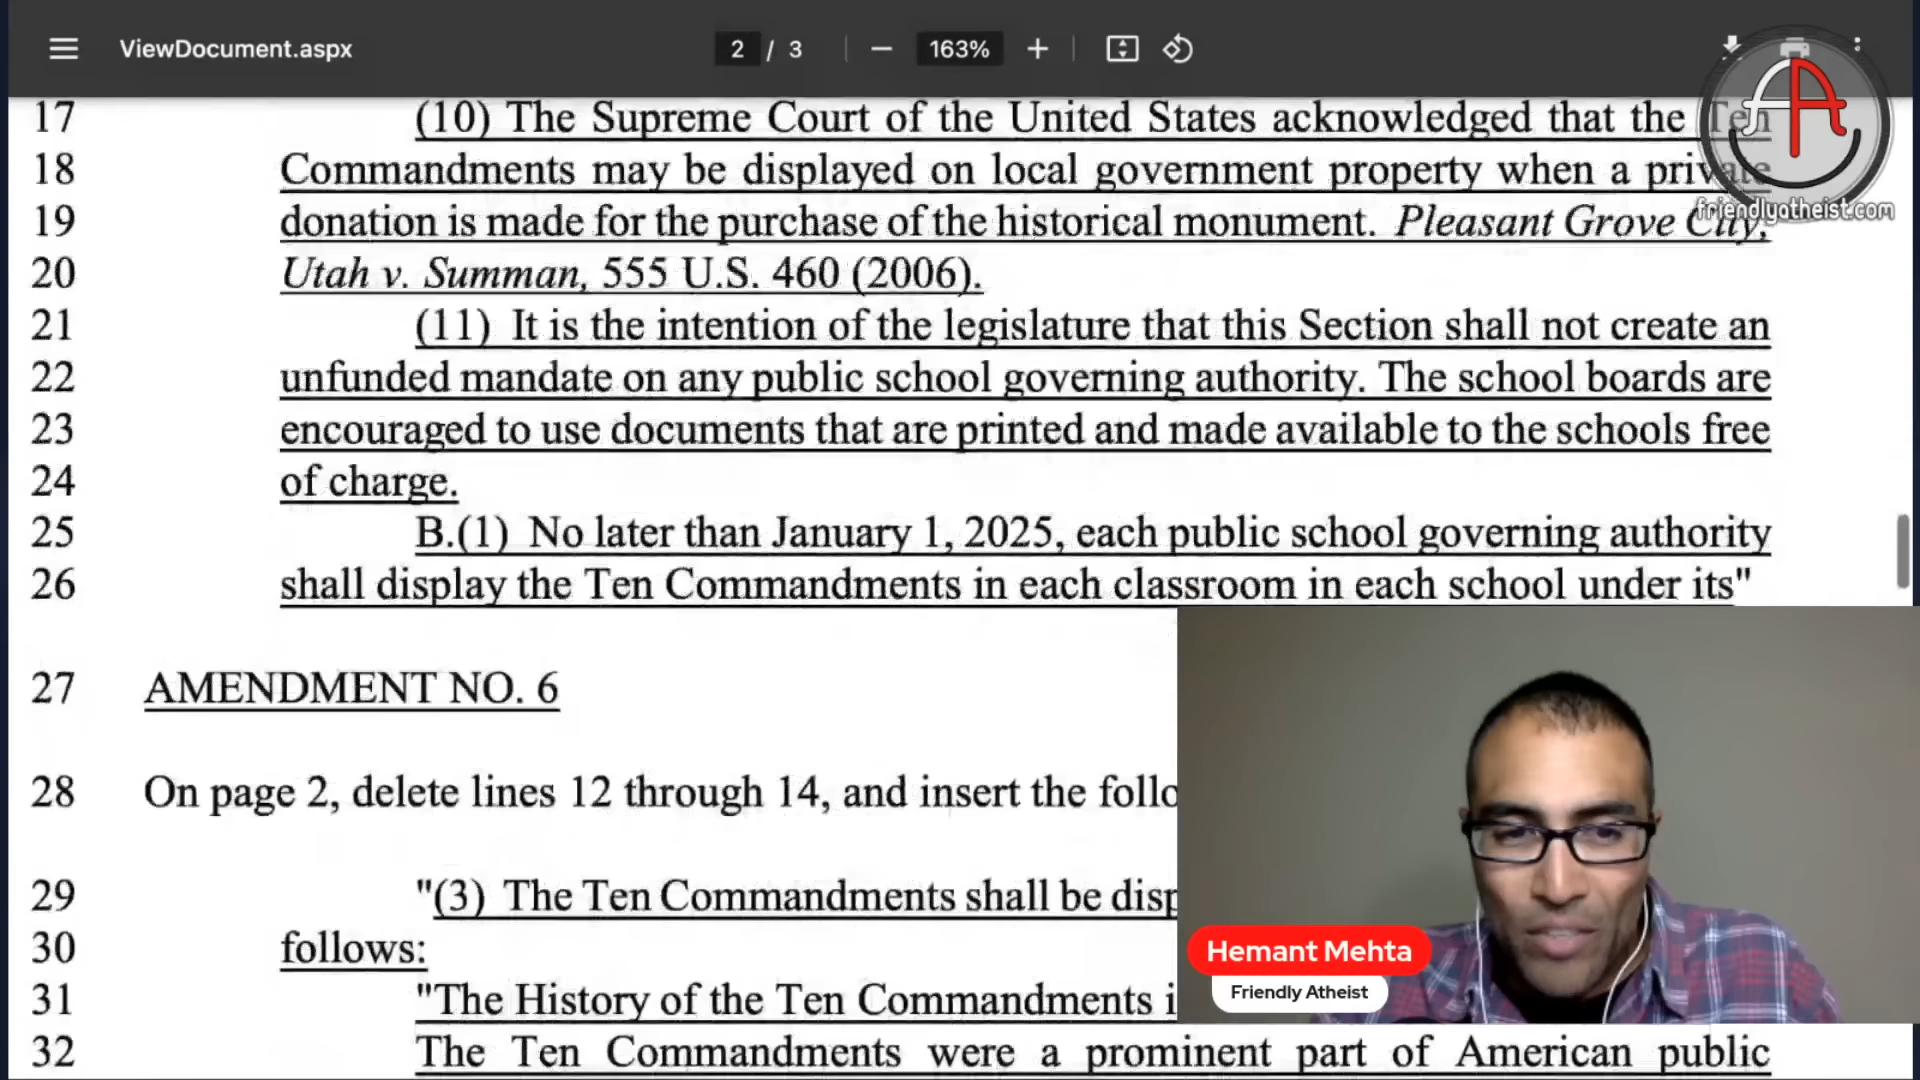 ViewDocument.aspx
2 / 3
163%
friendlyatheist.com
17 (10) The Supreme Court of the United States acknowledged that the Ten
18 Commandments may be displayed on local government property when a private
19 donation is made for the purchase of the historical monument. Pleasant Grove City,
20 Utah v. Summan, 555 U.S. 460 (2006).
21 (11) It is the intention of the legislature that this Section shall not create an
22 unfunded mandate on any public school governing authority. The school boards are
23 encouraged to use documents that are printed and made available to the schools free
24 of charge.
25 B.(1) No later than January 1, 2025, each public school governing authority
26 shall display the Ten Commandments in each classroom in each school under its"
27 AMENDMENT NO. 6
28 On page 2, delete lines 12 through 14, and insert the follo
29 "(3) The Ten Commandments shall be disp
30 follows:
31 "The History of the Ten Commandments i
32 The Ten Commandments were a prominent part of American public
Hemant Mehta
Friendly Atheist